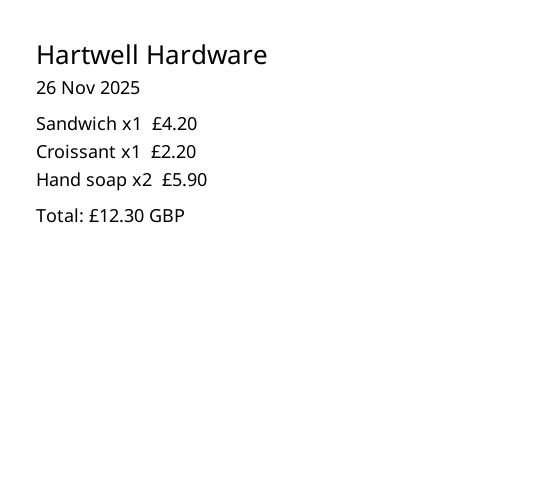 Hartwell Hardware
26 Nov 2025
Sandwich x1  £4.20
Croissant x1  £2.20
Hand soap x2  £5.90
Total: £12.30 GBP